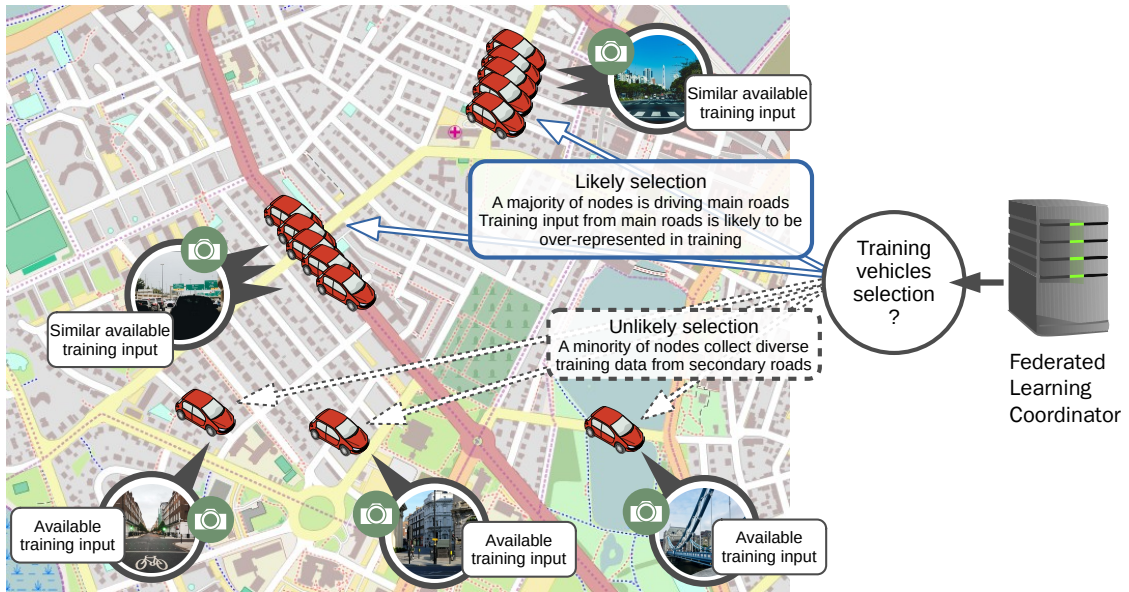 Similar available
training input
Likely selection
A majority of nodes is driving main roads
Training input from main roads is likely to be
over-represented in training
Training
vehicles
selection
?
Similar available
training input
Unlikely selection
A minority of nodes collect diverse
training data from secondary roads
Federated
Learning
Coordinator
Available
training input
Available
training input
Available
training input